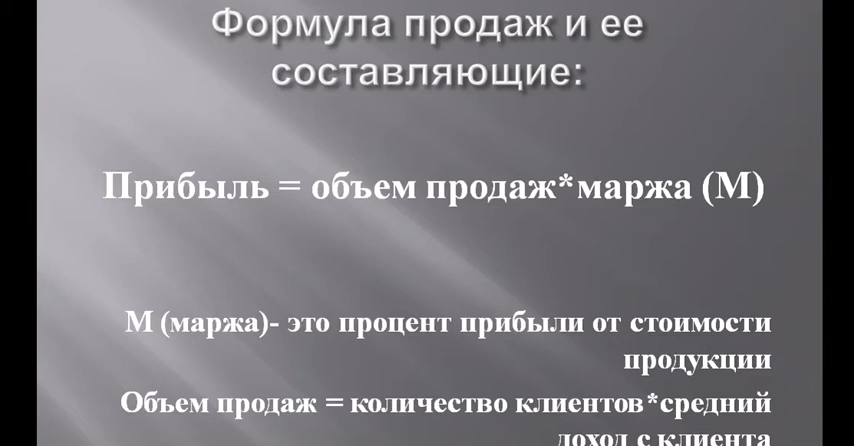 Формула продаж и ее
составляющие:
Прибыль = объем продаж*маржа (М)
М (маржа)- это процент прибыли от стоимости
продукции
Объем продаж = количество клиентов*средний
доход с клиента